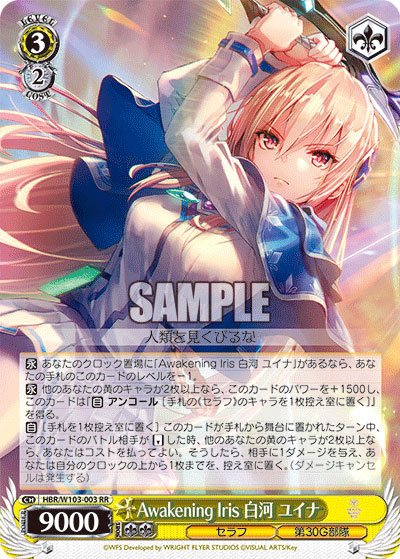 LEVEL
3
2
COST
SAMPLE
人類を見くびるな!
永 あなたのクロック置場に「Awakening Iris 白河 ユイナ」があるなら、あな
たの手札のこのカードのレベルを-1。
永 他のあなたの黄のキャラが2枚以上なら、このカードのパワーを+1500し、
このカードは『自 アンコール [手札の《セラフ》のキャラを1枚控え室に置く]』
を得る。
自 [手札を1枚控え室に置く] このカードが手札から舞台に置かれたターン中、
このカードのバトル相手が した時、他のあなたの黄のキャラが2枚以上な
ら、あなたはコストを払ってよい。そうしたら、相手に1ダメージを与え、あ
なたは自分のクロックの上から1枚までを、控え室に置く。(ダメージキャンセ
ルは発生する)
CH HBR/W103-003 RR
Awakening Iris 白河 ユイナ
9000
セラフ
第30G部隊
©WFS Developed by WRIGHT FLYER STUDIOS ©VISUAL ARTS/Key